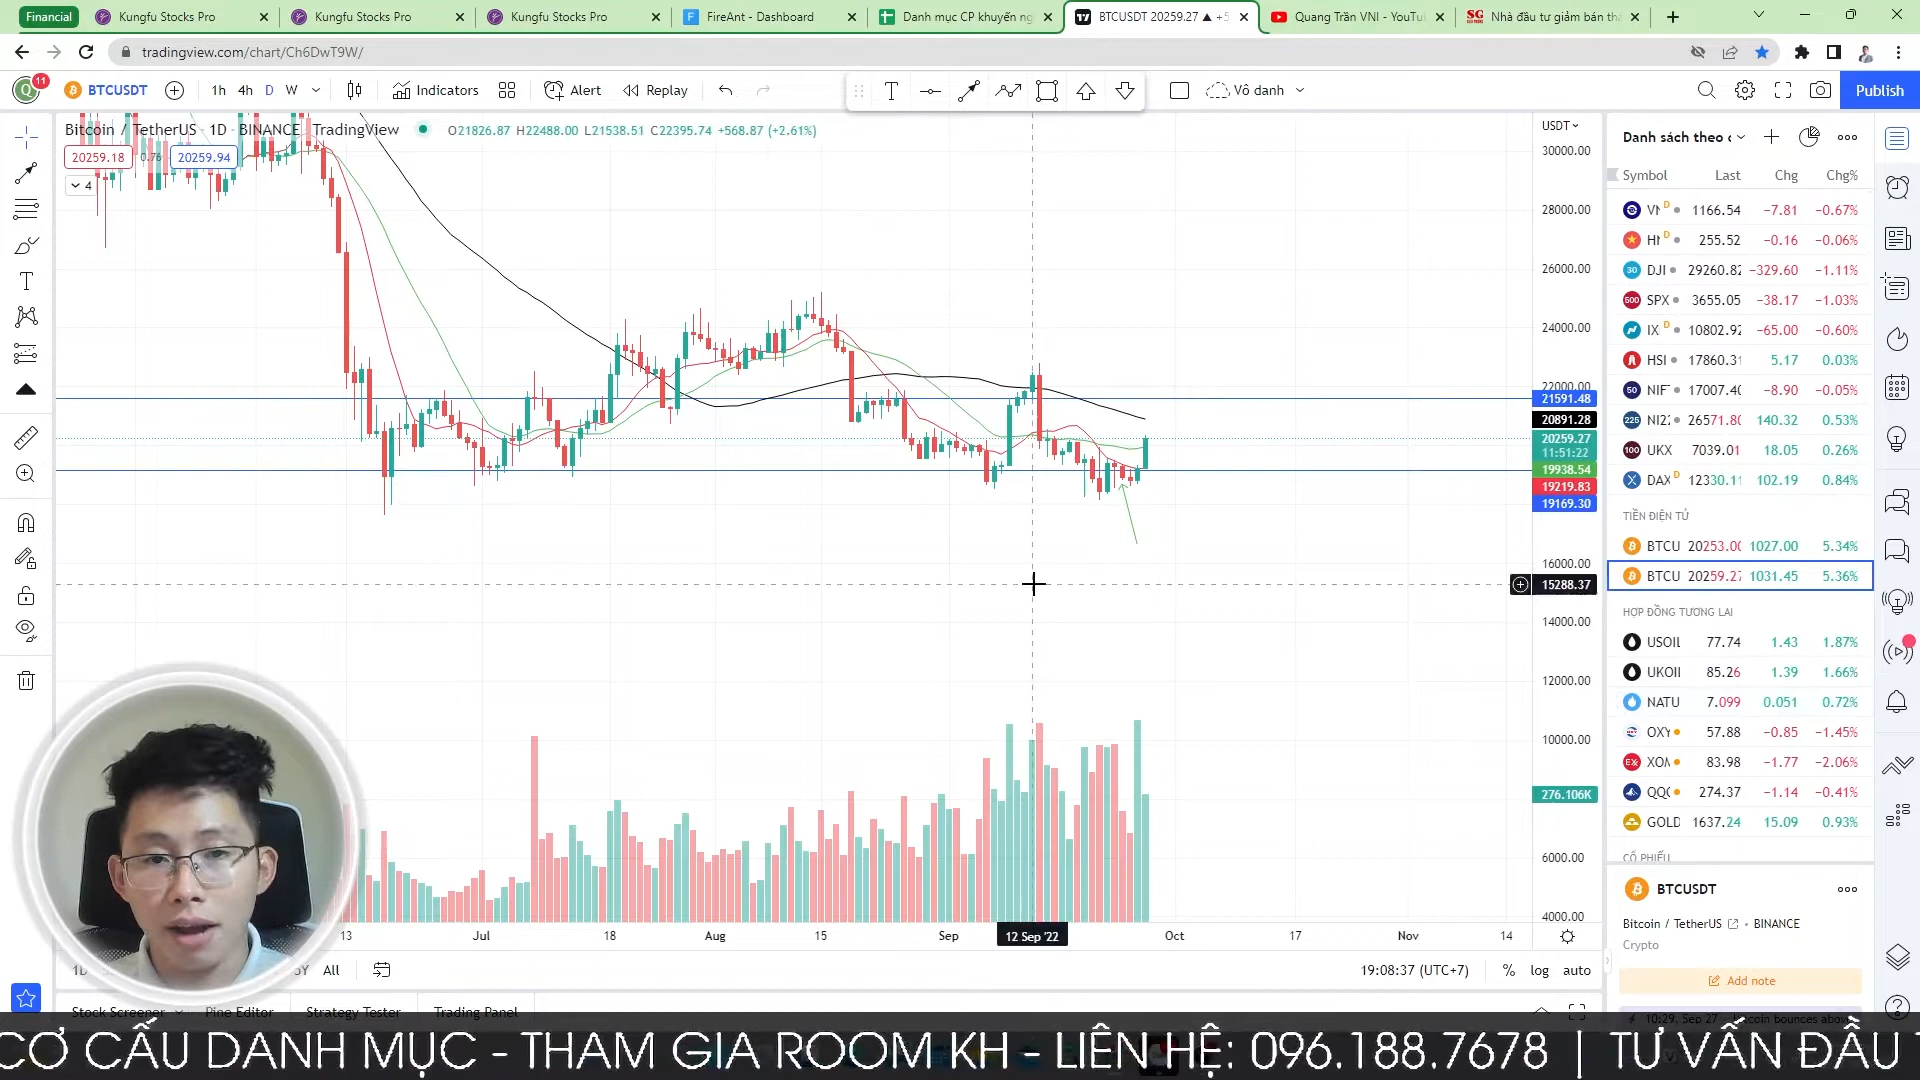 Financial
Kungfu Stocks Pro
Kungfu Stocks Pro
Kungfu Stocks Pro
FireAnt - Dashboard
Danh mục CP khuyến
BTCUSDT 20259.27 ▲
Quang Trần VNI - YouTu
Nhà đầu tư giảm bán
tradingview.com/chart/Ch6DwT9W/
11
BTCUSDT
1h 4h D W
Indicators
Alert
Replay
Vô danh
Publish
Bitcoin / TetherUS · 1D · BINANCE TradingView
O21826.87 H22488.00 L21538.51 C22395.74 +568.87 (+2.61%)
20259.18 0.76 20259.94
4
USDT
30000.00
28000.00
26000.00
24000.00
22000.00
21591.48
20891.28
20259.27
11:51:22
19938.54
19219.83
19169.30
16000.00
15288.37
14000.00
12000.00
10000.00
276.106K
6000.00
4000.00
13 Jul 18 Aug 15 Sep 12 Sep '22 Oct 17 Nov 14
1D
All
19:08:37 (UTC+7)
% log auto
Stock Screener
Pine Editor
Strategy Tester
Trading Panel
Danh sách theo
Symbol Last Chg Chg%
VN D 1166.54 −7.81 −0.67%
HN D 255.52 −0.16 −0.06%
DJI 29260.82 −329.60 −1.11%
SPX 3655.05 −38.17 −1.03%
IX D 10802.92 −65.00 −0.60%
HSI 17860.31 5.17 0.03%
NIF 17007.40 −8.90 −0.05%
NI2 26571.80 140.32 0.53%
UKX 7039.01 18.05 0.26%
DAX D 12330.11 102.19 0.84%
TIỀN ĐIỆN TỬ
BTCU 20253.00 1027.00 5.34%
BTCU 20259.27 1031.45 5.36%
HỢP ĐỒNG TƯƠNG LAI
USOIL 77.74 1.43 1.87%
UKOIL 85.26 1.39 1.66%
NATU 7.099 0.051 0.72%
OXY 57.88 −0.85 −1.45%
XOM 83.98 −1.77 −2.06%
QQQ 274.37 −1.14 −0.41%
GOLD 1637.24 15.09 0.93%
CỔ PHIẾU
BTCUSDT
Bitcoin / TetherUS · BINANCE
Crypto
Add note
10:29, Sep 27
CƠ CẤU DANH MỤC - THAM GIA ROOM KH - LIÊN HỆ: 096.188.7678 | TƯ VẤN ĐẦU